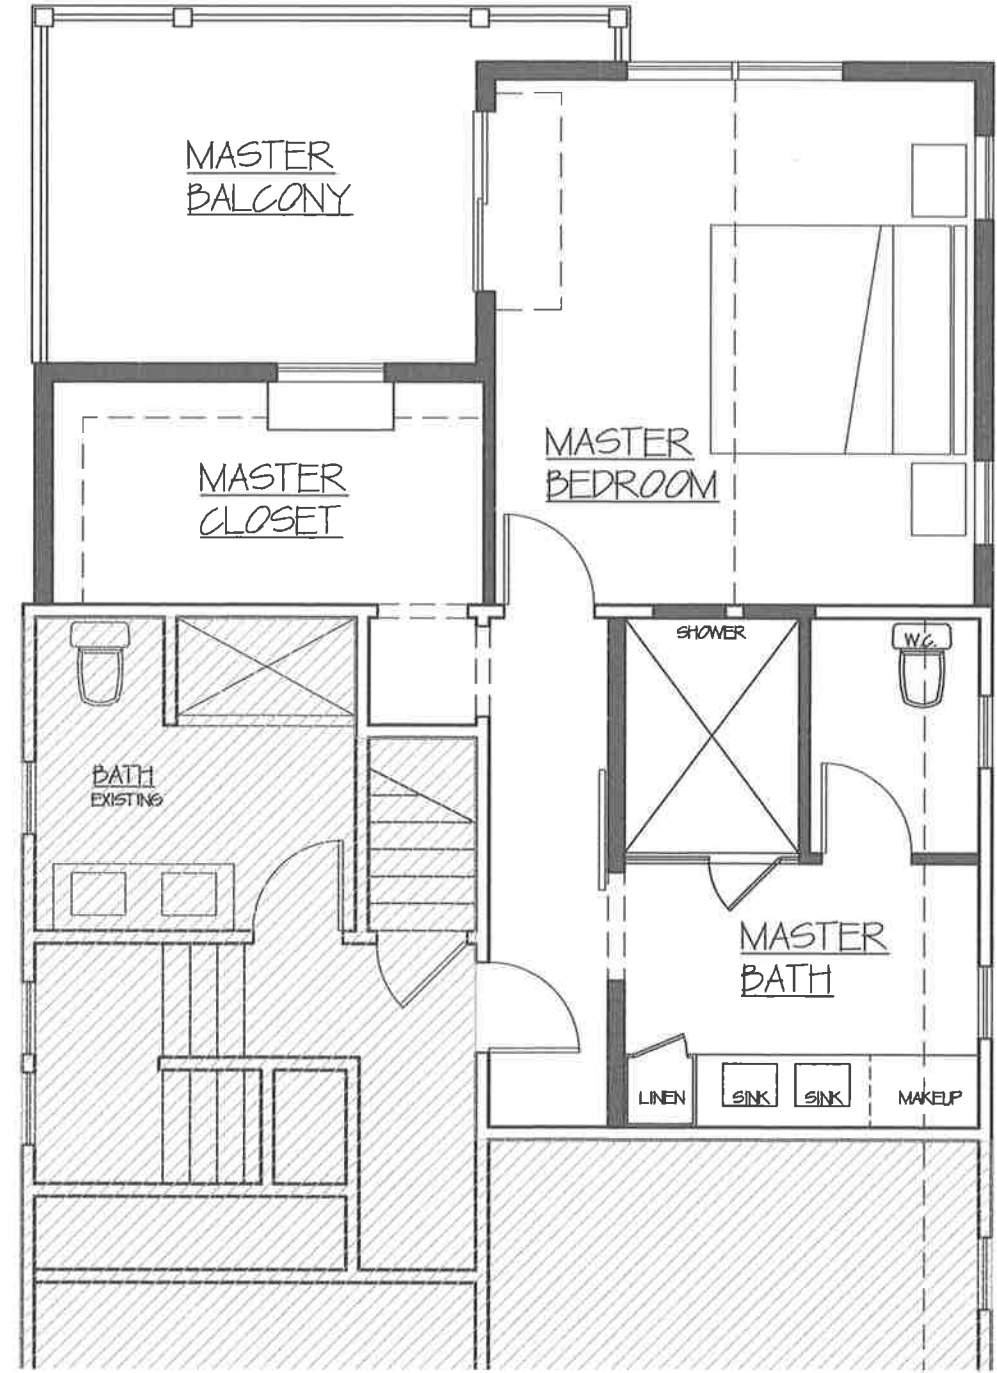 MASTER
BALCONY
MASTER
BEDROOM
MASTER
CLOSET
SHOWER
W.C.
BATH
EXISTING
MASTER
BATH
LINEN
SINK
SINK
MAKEUP